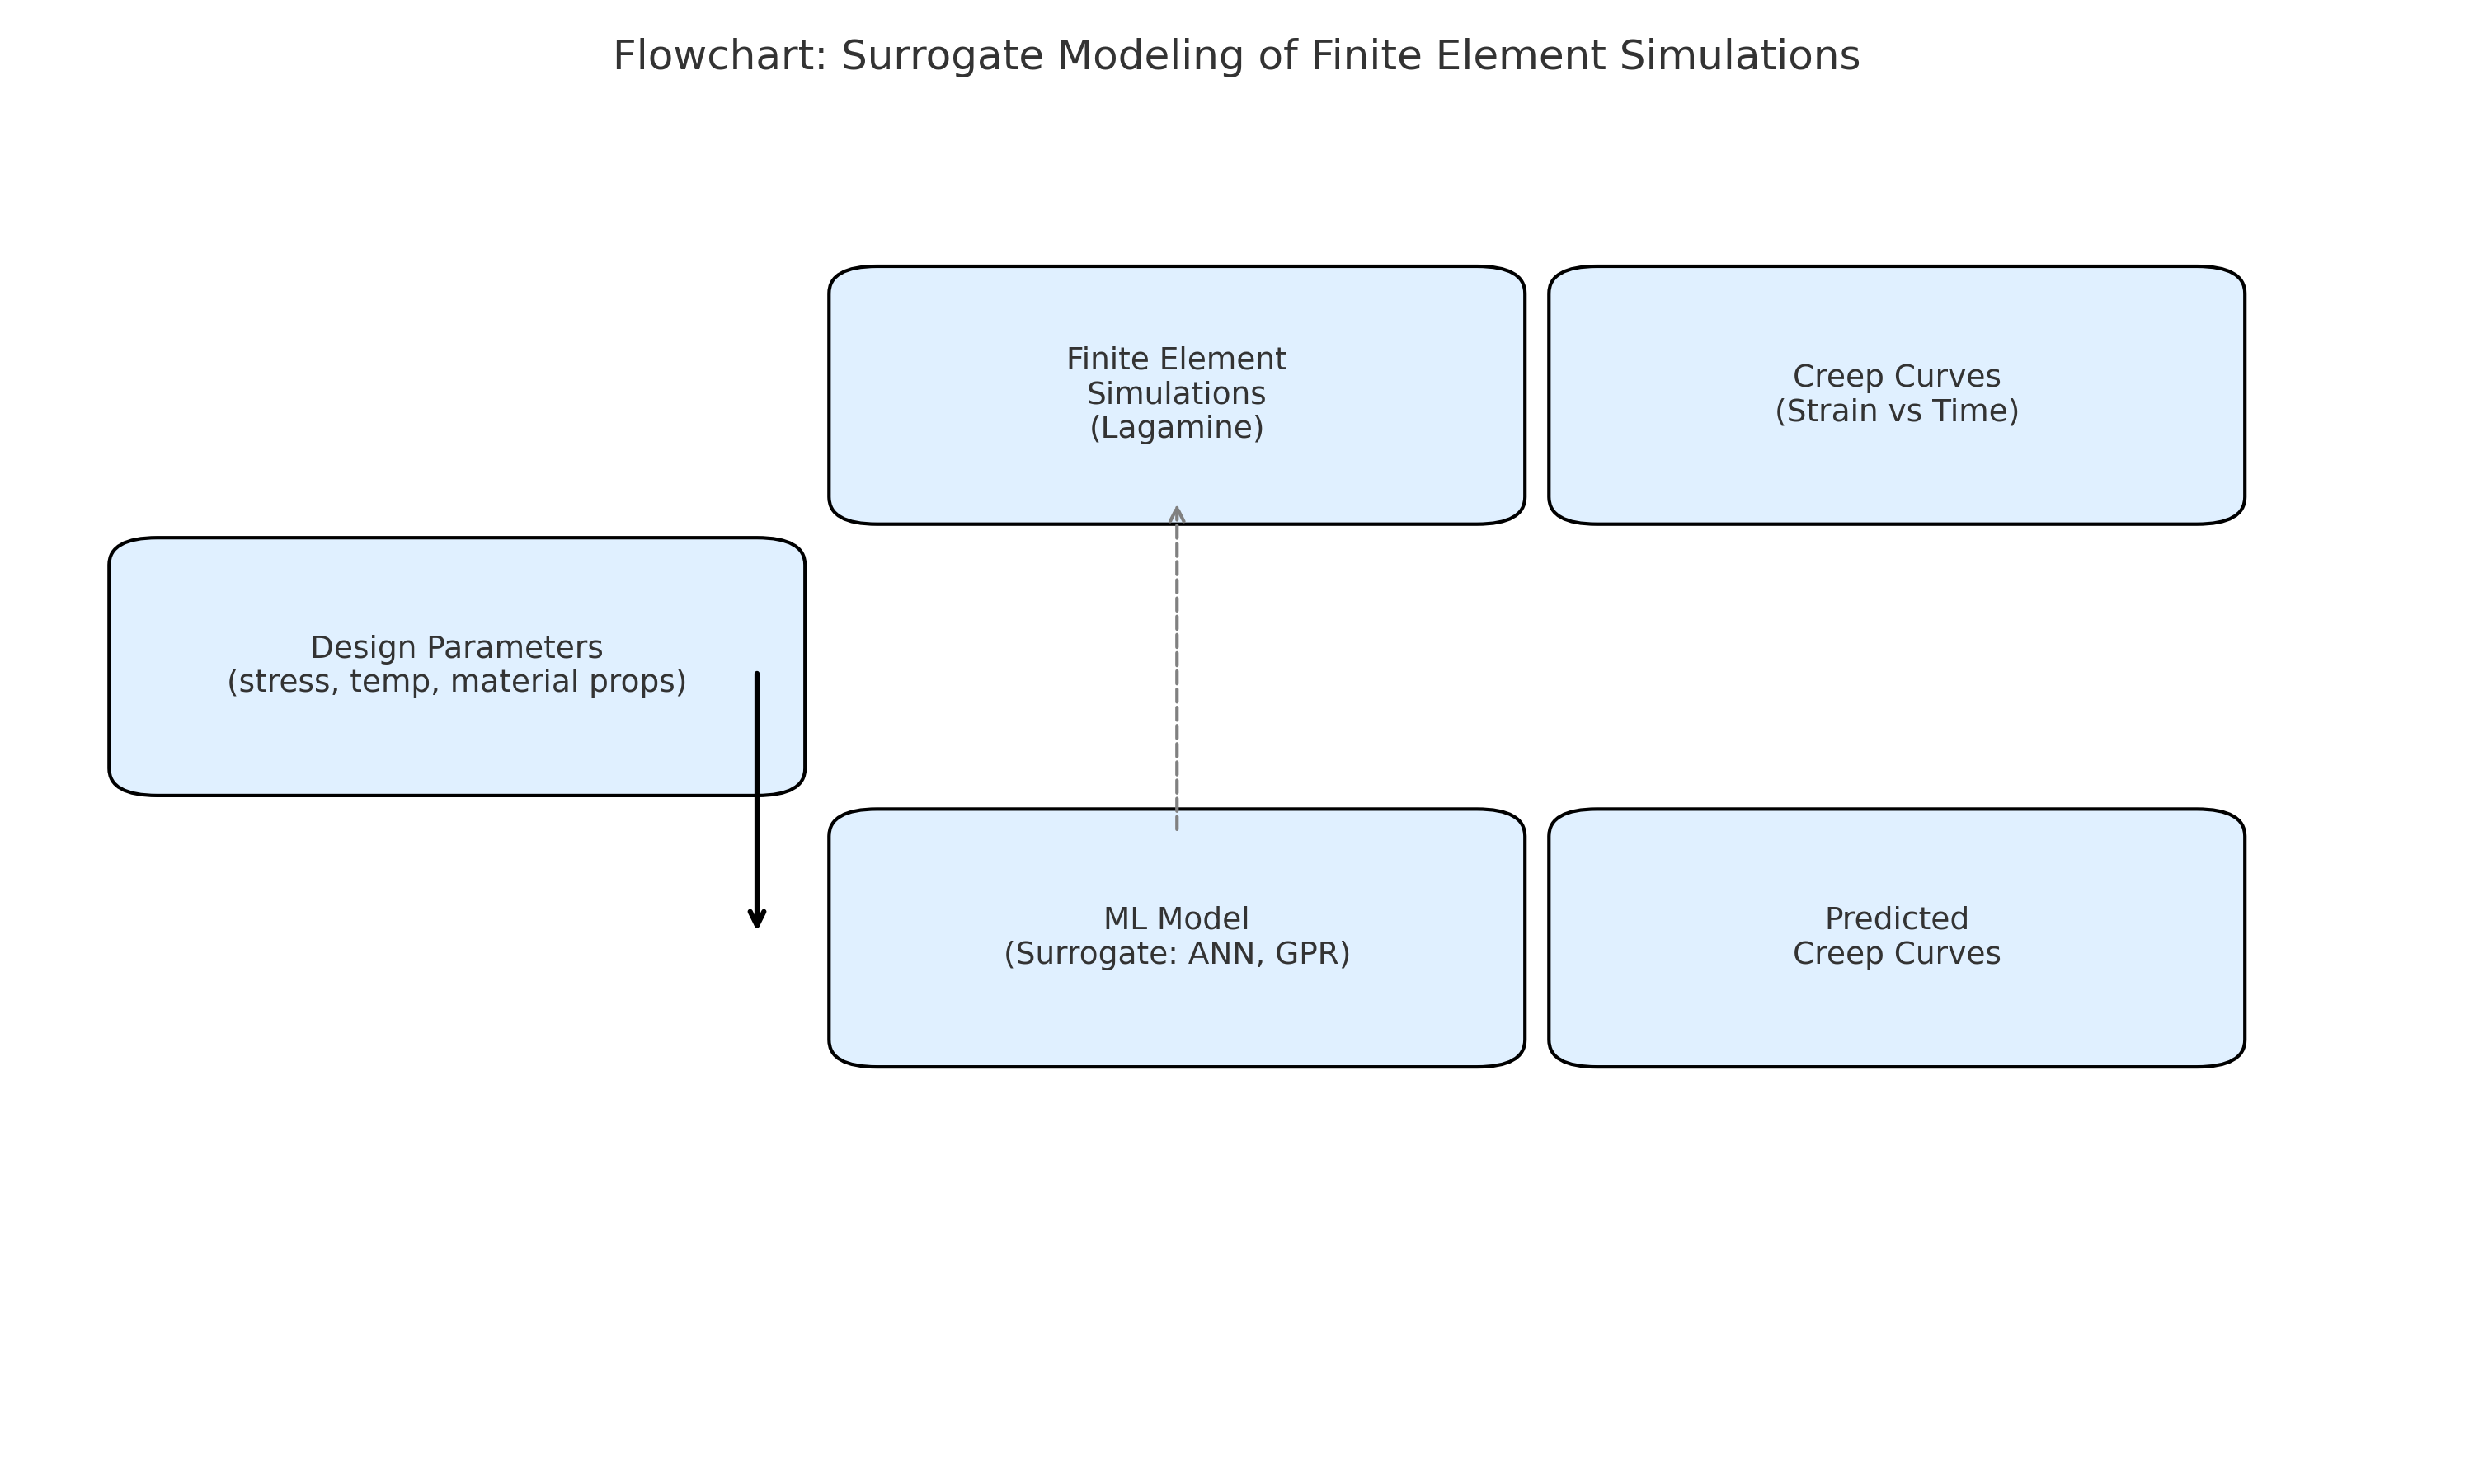 Flowchart: Surrogate Modeling of Finite Element Simulations
Finite Element
Simulations
(Lagamine)
Creep Curves
(Strain vs Time)
Design Parameters
(stress, temp, material props)
ML Model
(Surrogate: ANN, GPR)
Predicted
Creep Curves